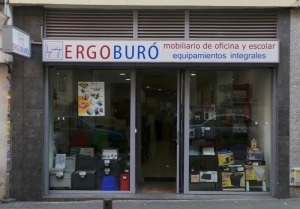 ERGOBURÓ
mobiliario de oficina y escolar
equipamientos integrales